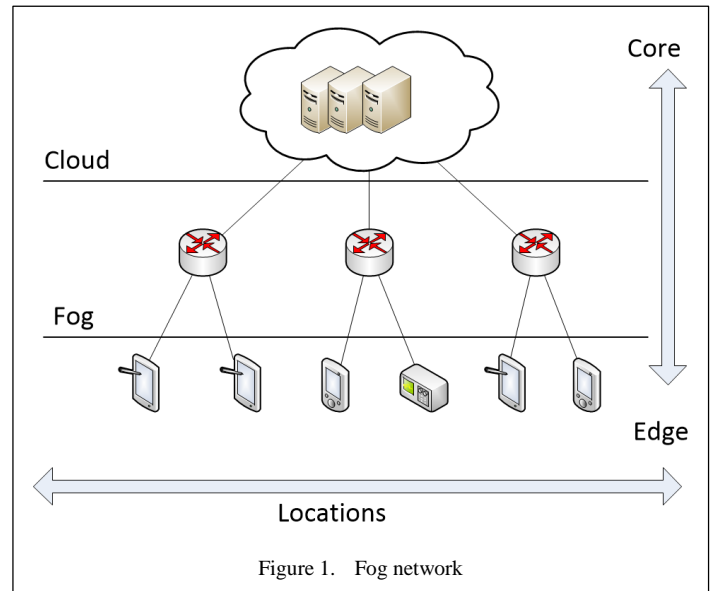 Core
Cloud
Fog
Edge
Locations
Figure 1. Fog network